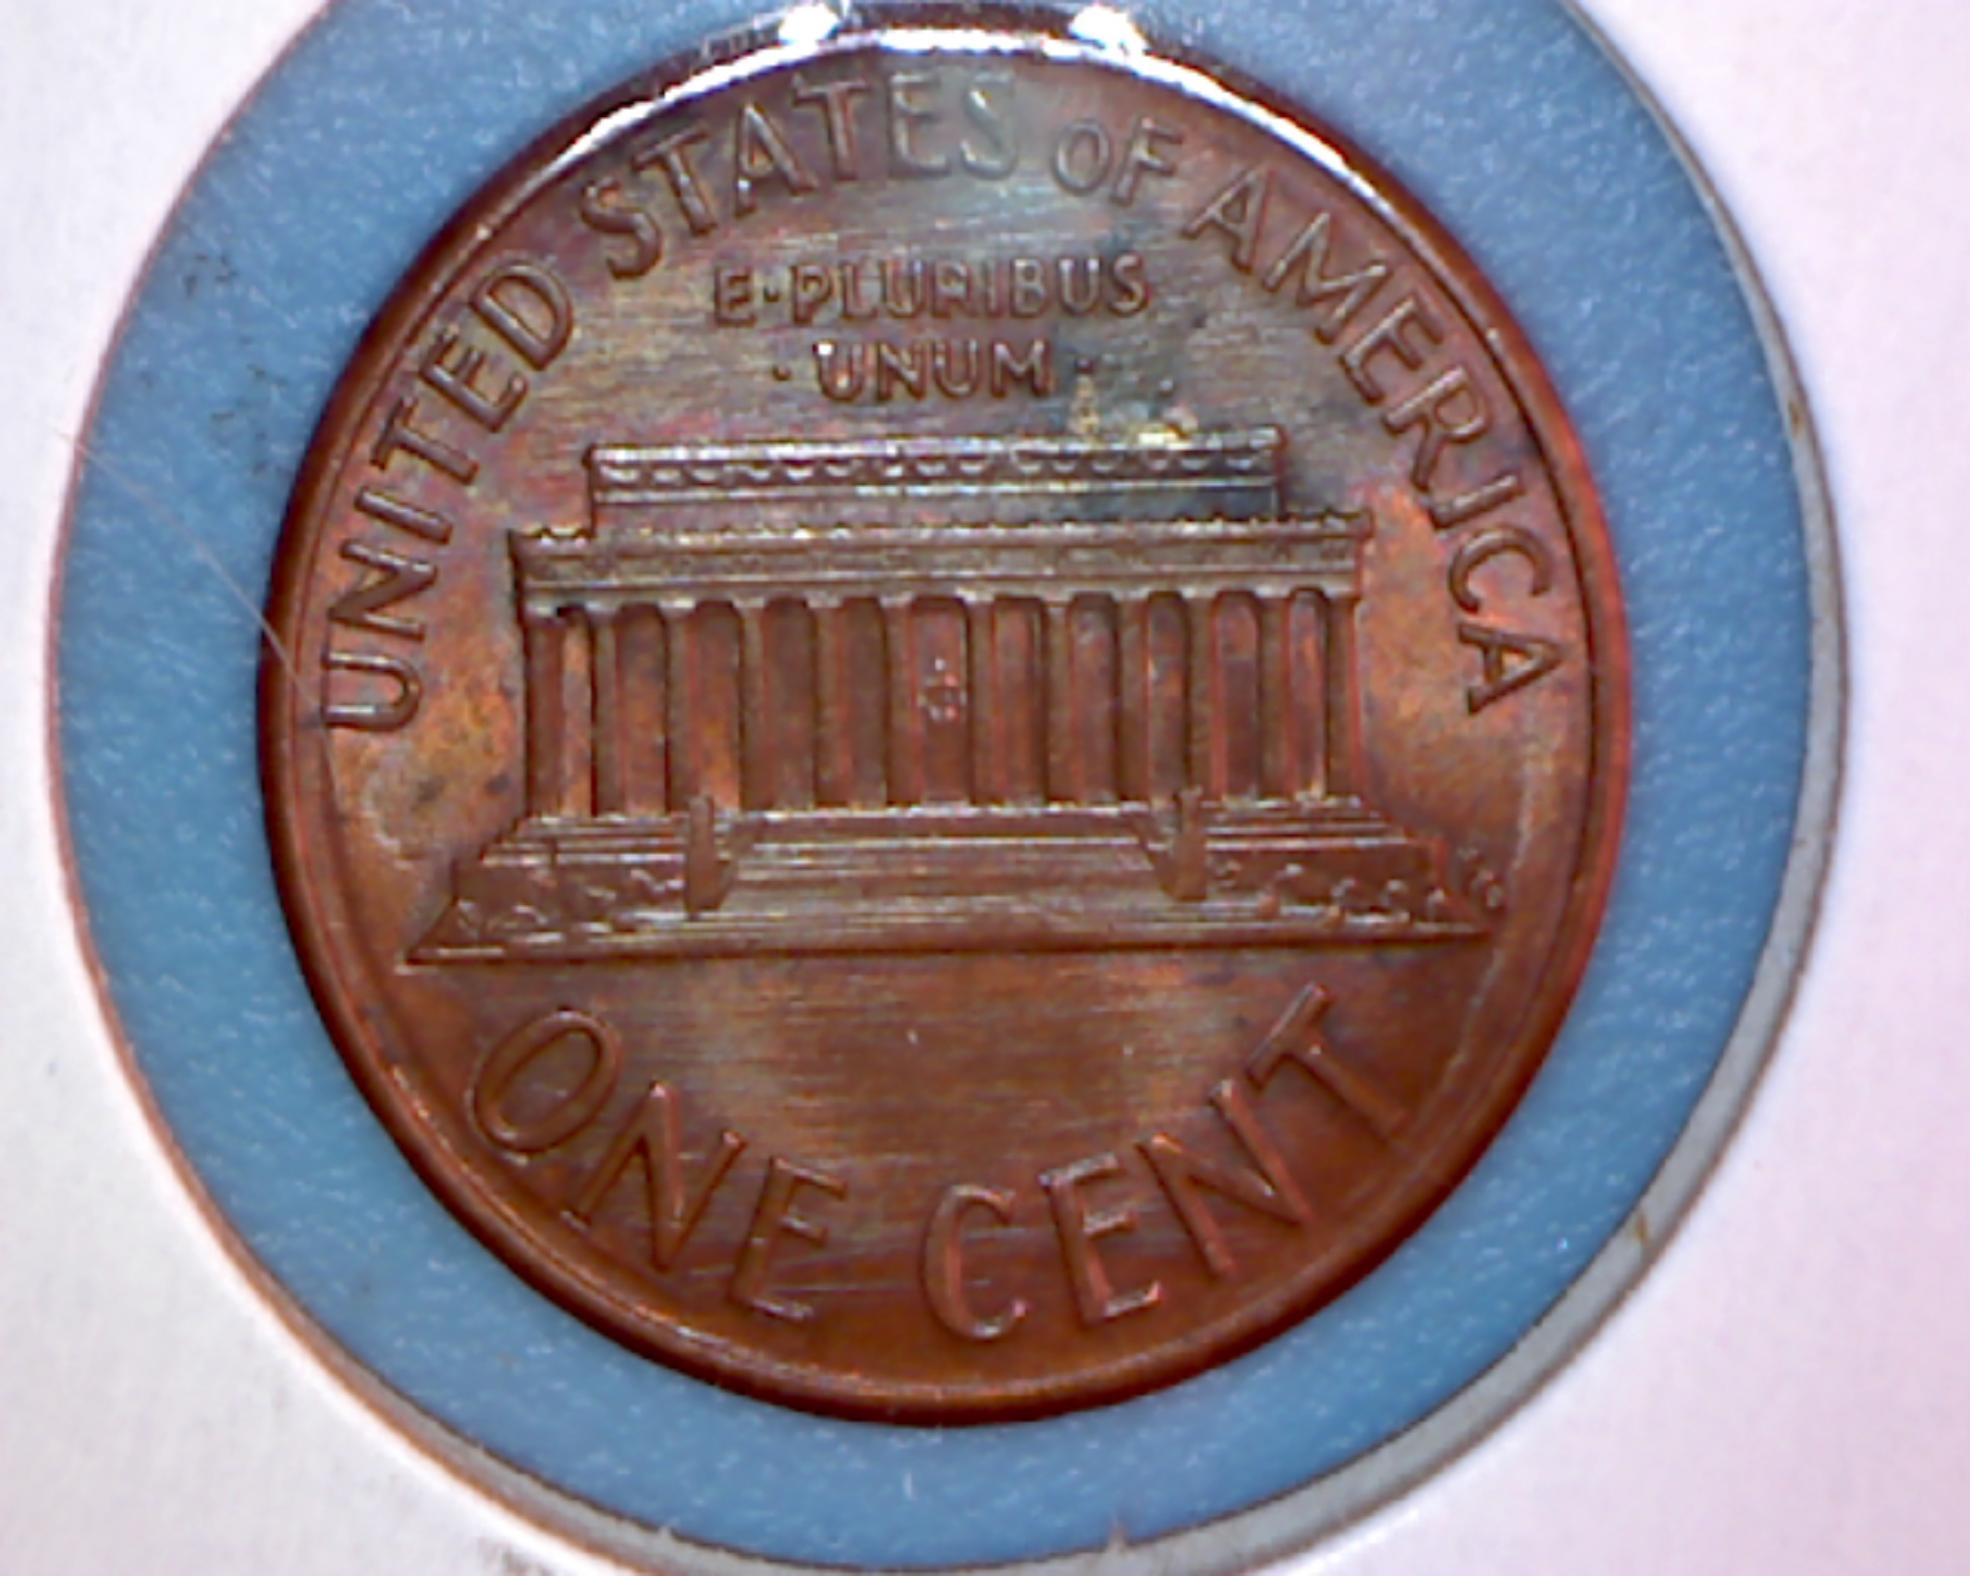 UNITED STATES OF AMERICA
E·PLURIBUS
·UNUM·
ONE CENT